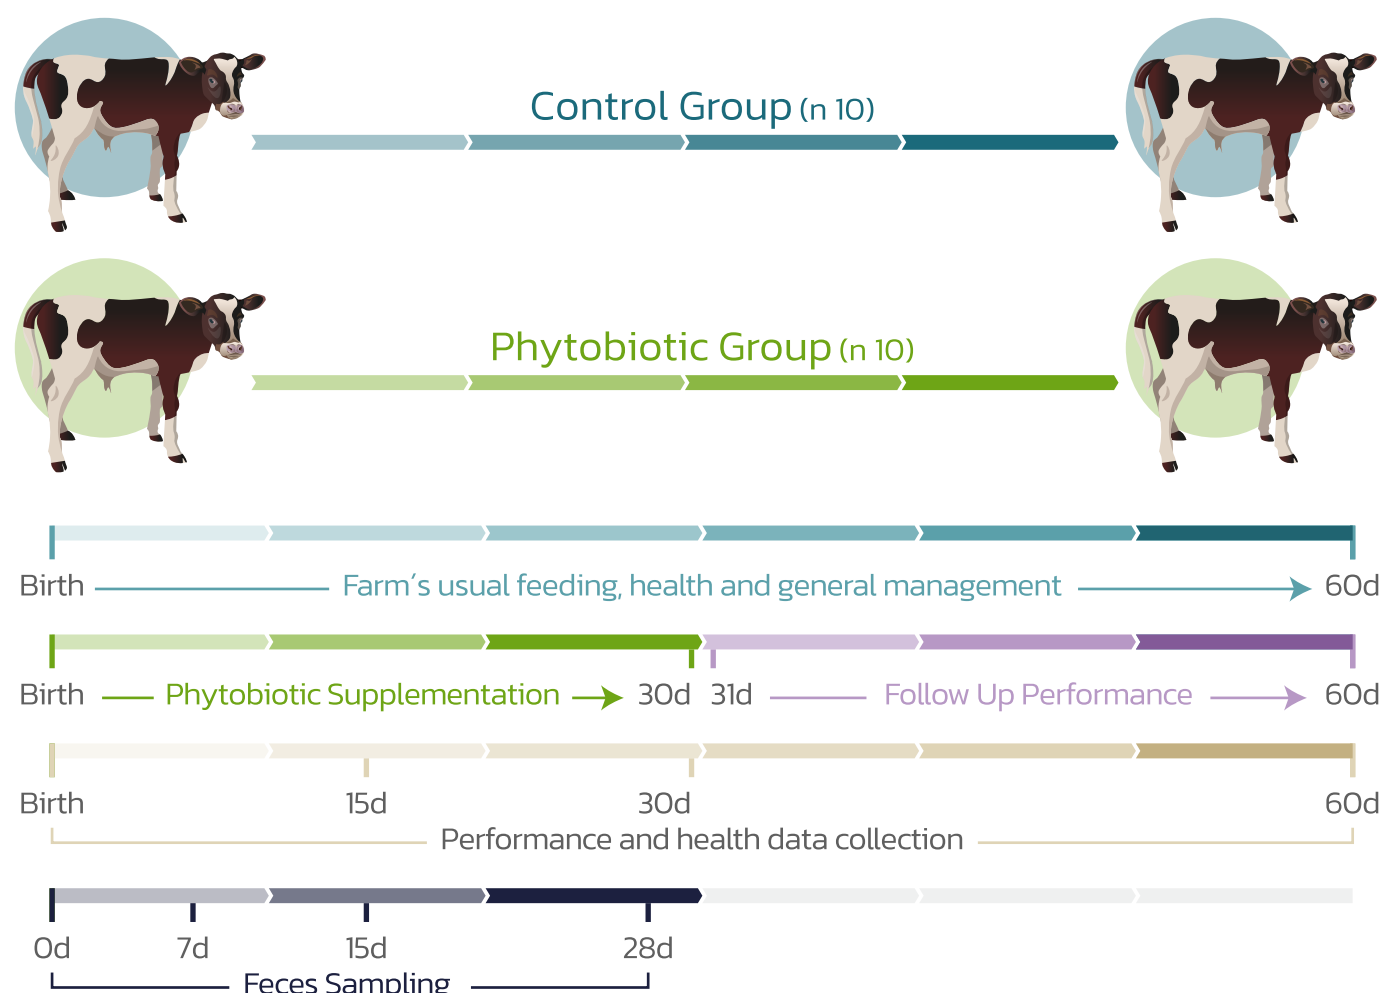 Control Group (n 10)
Phytobiotic Group (n 10)
Birth Farm´s usual feeding, health and general management 60d
Birth Phytobiotic Supplementation 30d 31d Follow Up Performance 60d
Birth 15d 30d 60d
Performance and health data collection
0d 7d 15d 28d
Feces Sampling